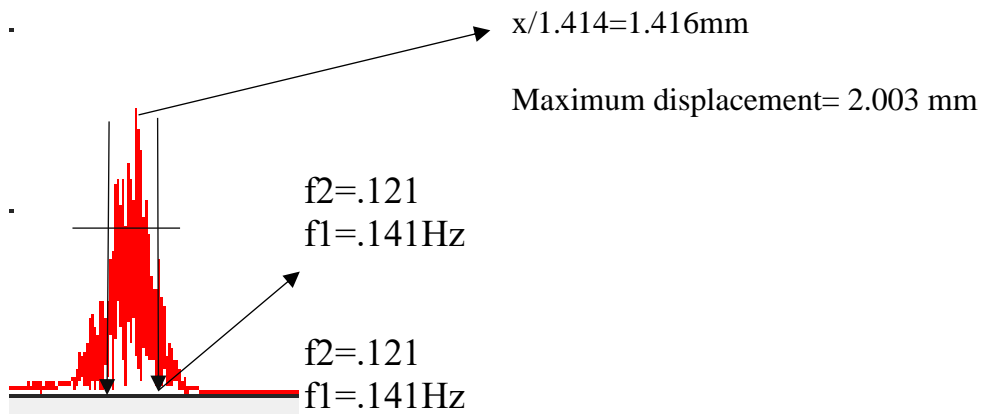 x/1.414=1.416mm
Maximum displacement= 2.003 mm
f2=.121
f1=.141Hz
f2=.121
f1=.141Hz